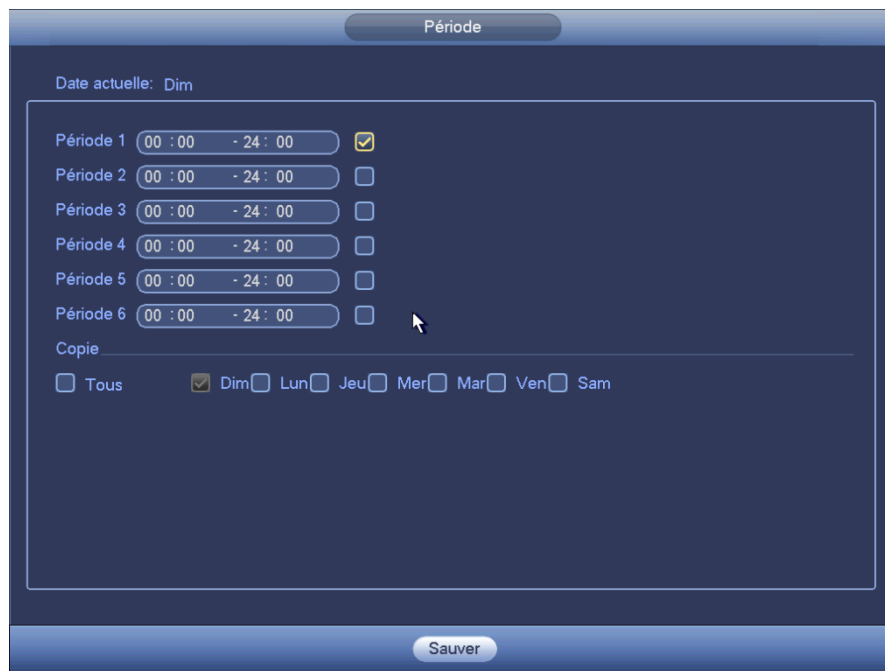 Période
Date actuelle: Dim
Période 1 00 :00 - 24: 00
Période 2 00 :00 - 24: 00
Période 3 00 :00 - 24: 00
Période 4 00 :00 - 24: 00
Période 5 00 :00 - 24: 00
Période 6 00 :00 - 24: 00
Copie
Tous Dim Lun Jeu Mer Mar Ven Sam
Sauver